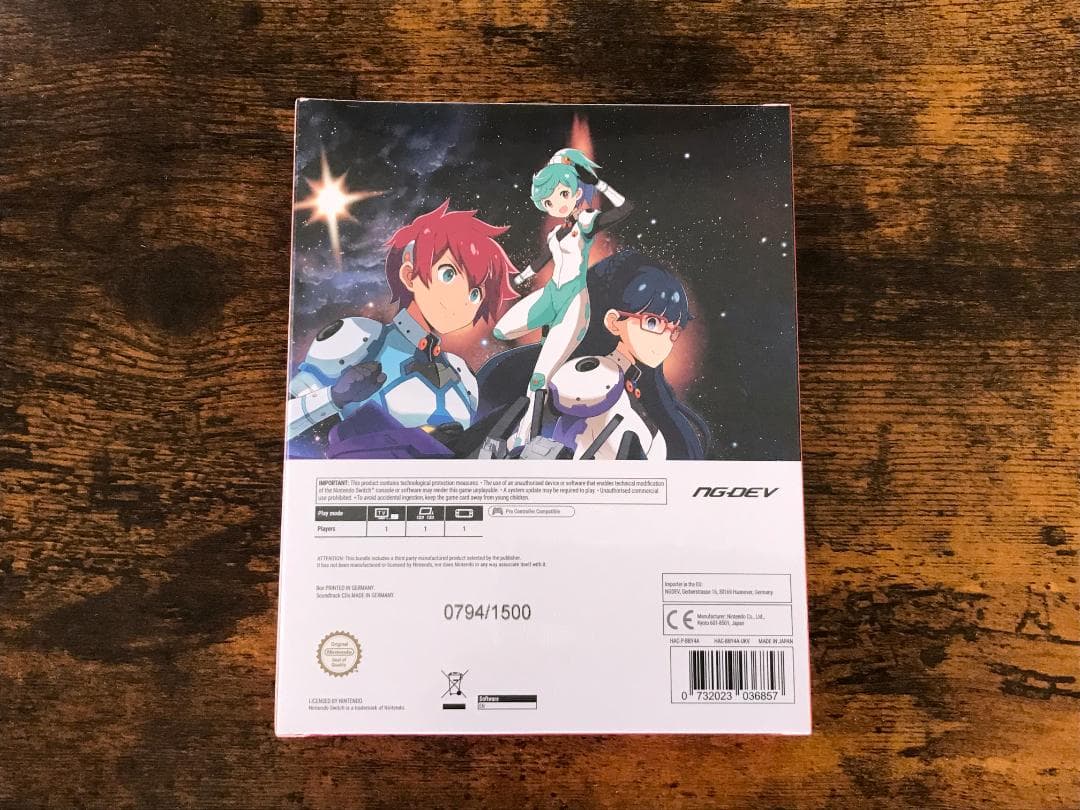 IMPORTANT: This product contains technological protection measures. • The use of an unauthorised device or software that enables technical modification
of the Nintendo Switch™ console or software may render this game unplayable. • A system update may be required to play. • Unauthorised commercial
use prohibited. • To avoid accidental ingestion, keep the game card away from young children.
NG:DEV
Play mode TV
Pro Controller Compatible
Players 1 1 1
ATTENTION: This bundle includes a third party manufactured product selected by the publisher.
It has not been manufactured or licensed by Nintendo, nor does Nintendo in any way associate itself with it.
Box PRINTED IN GERMANY
Soundtrack CDs MADE IN GERMANY
0794/1500
Importer in the EU:
NGDEV, Gerberstrasse 16, 30169 Hannover, Germany
CE Manufacturer: Nintendo Co., Ltd.,
Kyoto 601-8501, Japan
HAC-P-BBY4A HAC-BBY4A-UKV MADE IN JAPAN
0 732023 036857
Original
Nintendo
Seal of
Quality
Software
EN
LICENSED BY NINTENDO
Nintendo Switch is a trademark of Nintendo.